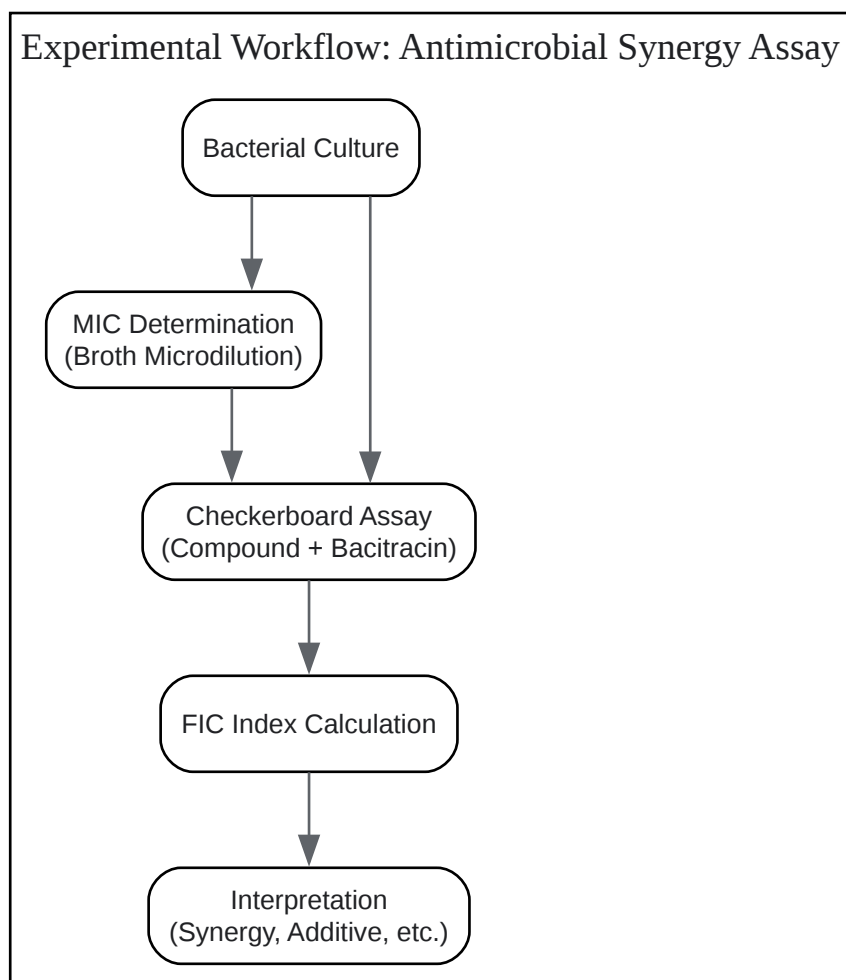 Experimental Workflow: Antimicrobial Synergy Assay
Bacterial Culture
MIC Determination
(Broth Microdilution)
Checkerboard Assay
(Compound + Bacitracin)
FIC Index Calculation
Interpretation
(Synergy, Additive, etc.)